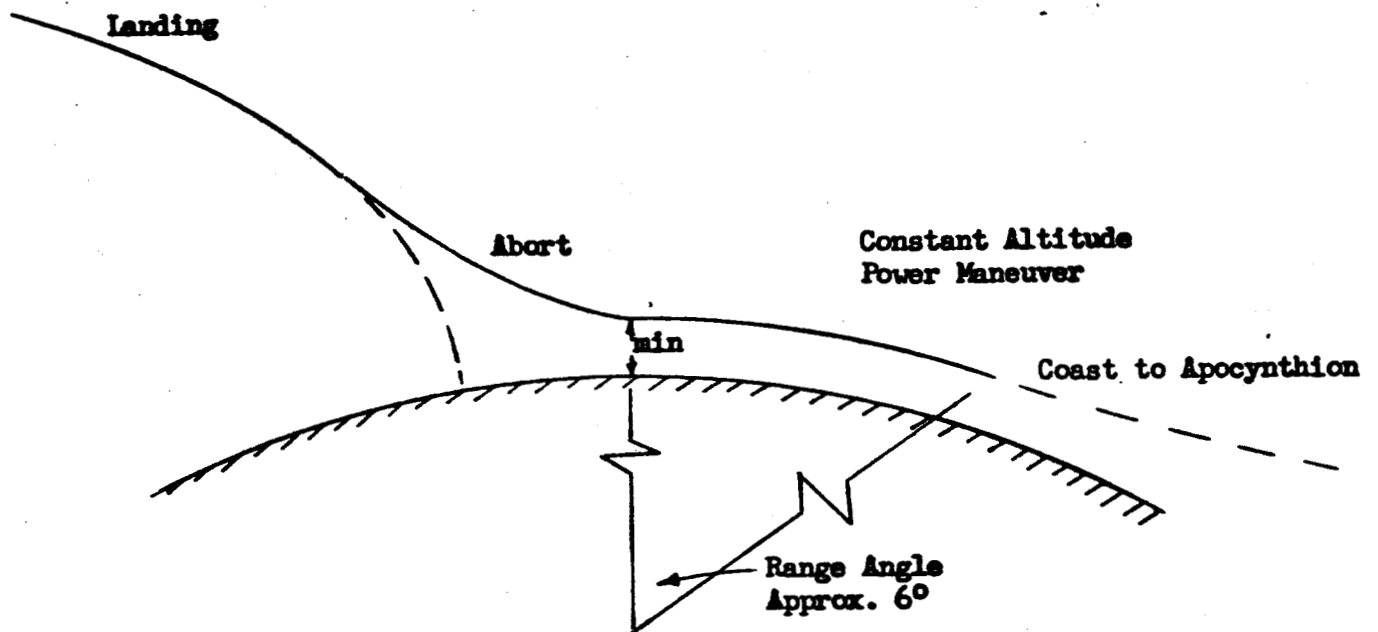 Landing
Abort
Constant Altitude
Power Maneuver
min
Coast to Apocynthion
Range Angle
Approx. 6°